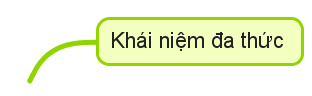 Khái niệm đa thức